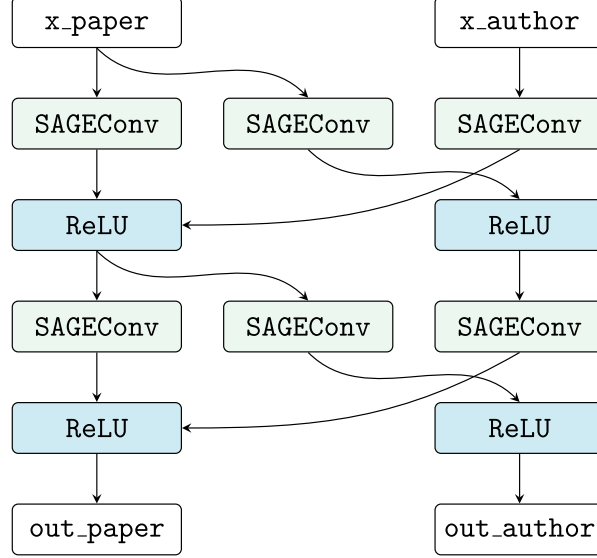 x_paper x_author
SAGEConv SAGEConv SAGEConv
ReLU ReLU
SAGEConv SAGEConv SAGEConv
ReLU ReLU
out_paper out_author